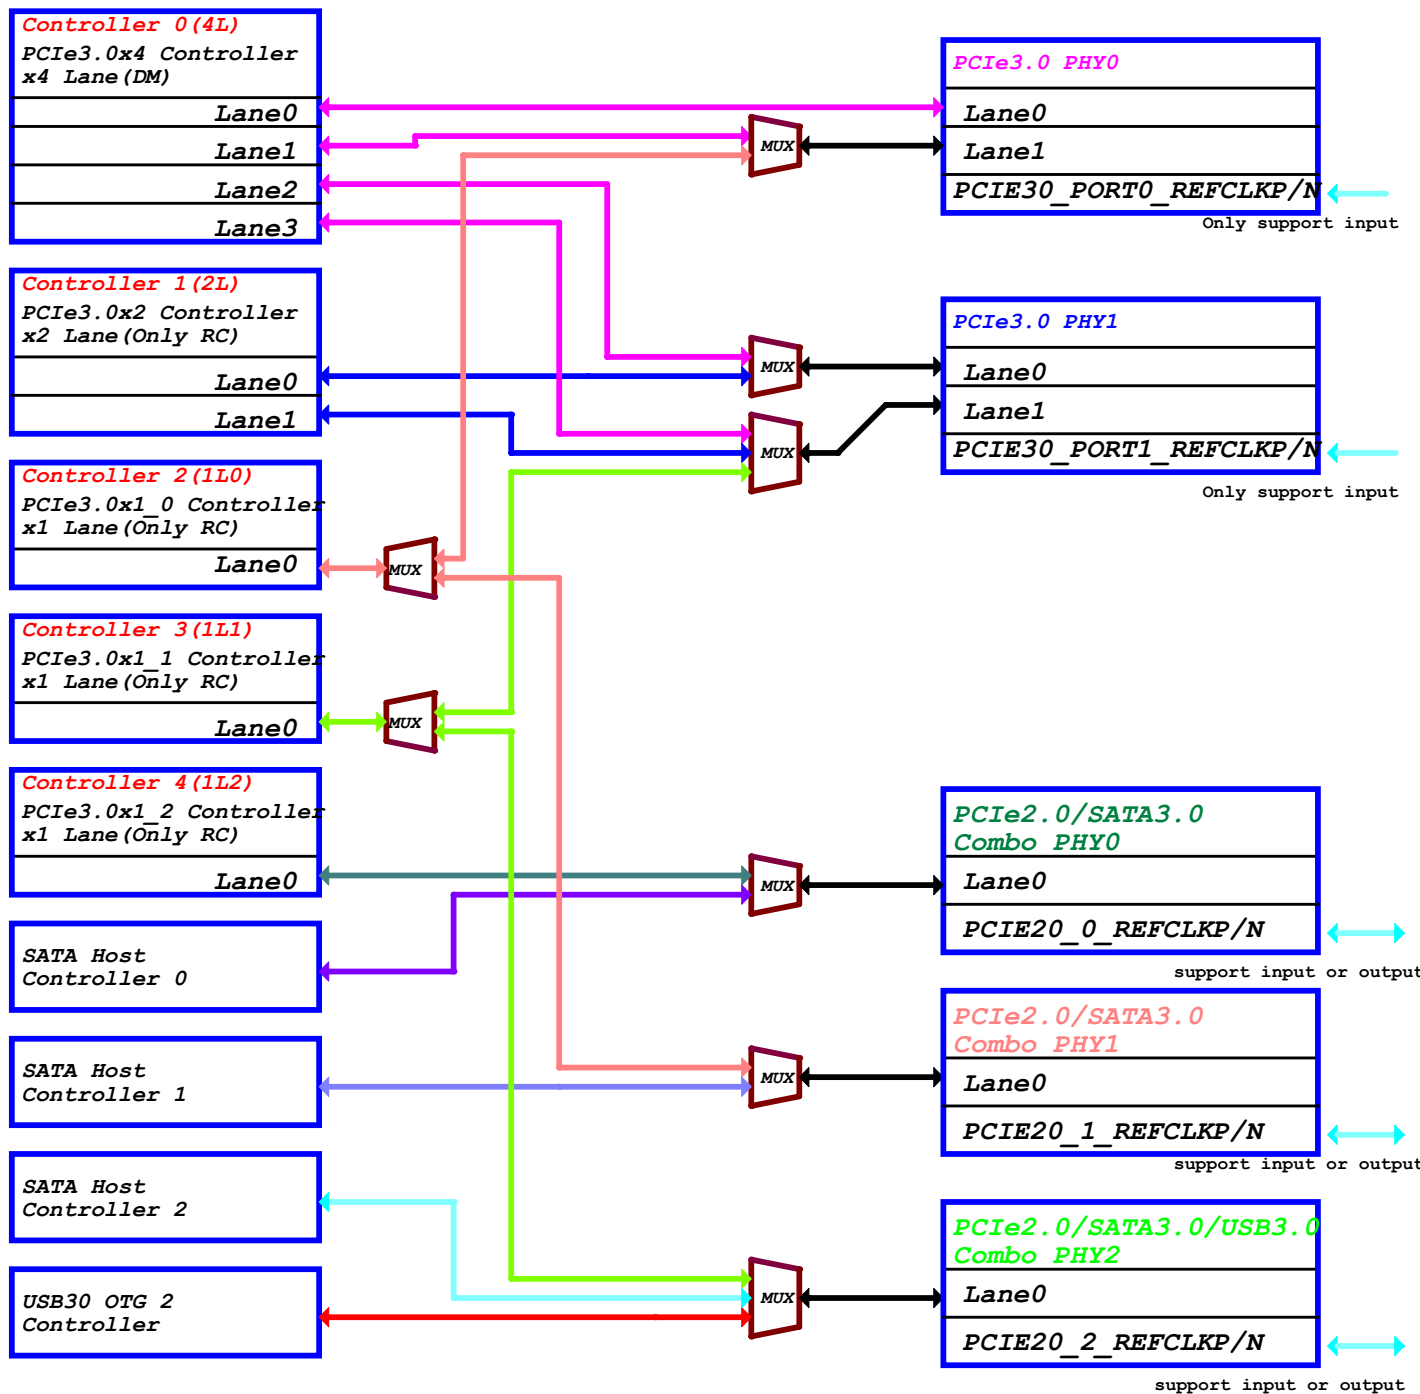 Controller 0(4L)
PCIe3.0x4 Controller
x4 Lane(DM)
Lane0
Lane1
Lane2
Lane3
Controller 1(2L)
PCIe3.0x2 Controller
x2 Lane(Only RC)
Lane0
Lane1
Controller 2(1L0)
PCIe3.0x1_0 Controller
x1 Lane(Only RC)
Lane0
Controller 3(1L1)
PCIe3.0x1_1 Controller
x1 Lane(Only RC)
Lane0
Controller 4(1L2)
PCIe3.0x1_2 Controller
x1 Lane(Only RC)
Lane0
SATA Host
Controller 0
SATA Host
Controller 1
SATA Host
Controller 2
USB30 OTG 2
Controller
MUX
MUX
MUX
MUX
MUX
MUX
MUX
MUX
PCIe3.0 PHY0
Lane0
Lane1
PCIE30_PORT0_REFCLKP/N
Only support input
PCIe3.0 PHY1
Lane0
Lane1
PCIE30_PORT1_REFCLKP/N
Only support input
PCIe2.0/SATA3.0
Combo PHY0
Lane0
PCIE20_0_REFCLKP/N
support input or output
PCIe2.0/SATA3.0
Combo PHY1
Lane0
PCIE20_1_REFCLKP/N
support input or output
PCIe2.0/SATA3.0/USB3.0
Combo PHY2
Lane0
PCIE20_2_REFCLKP/N
support input or output